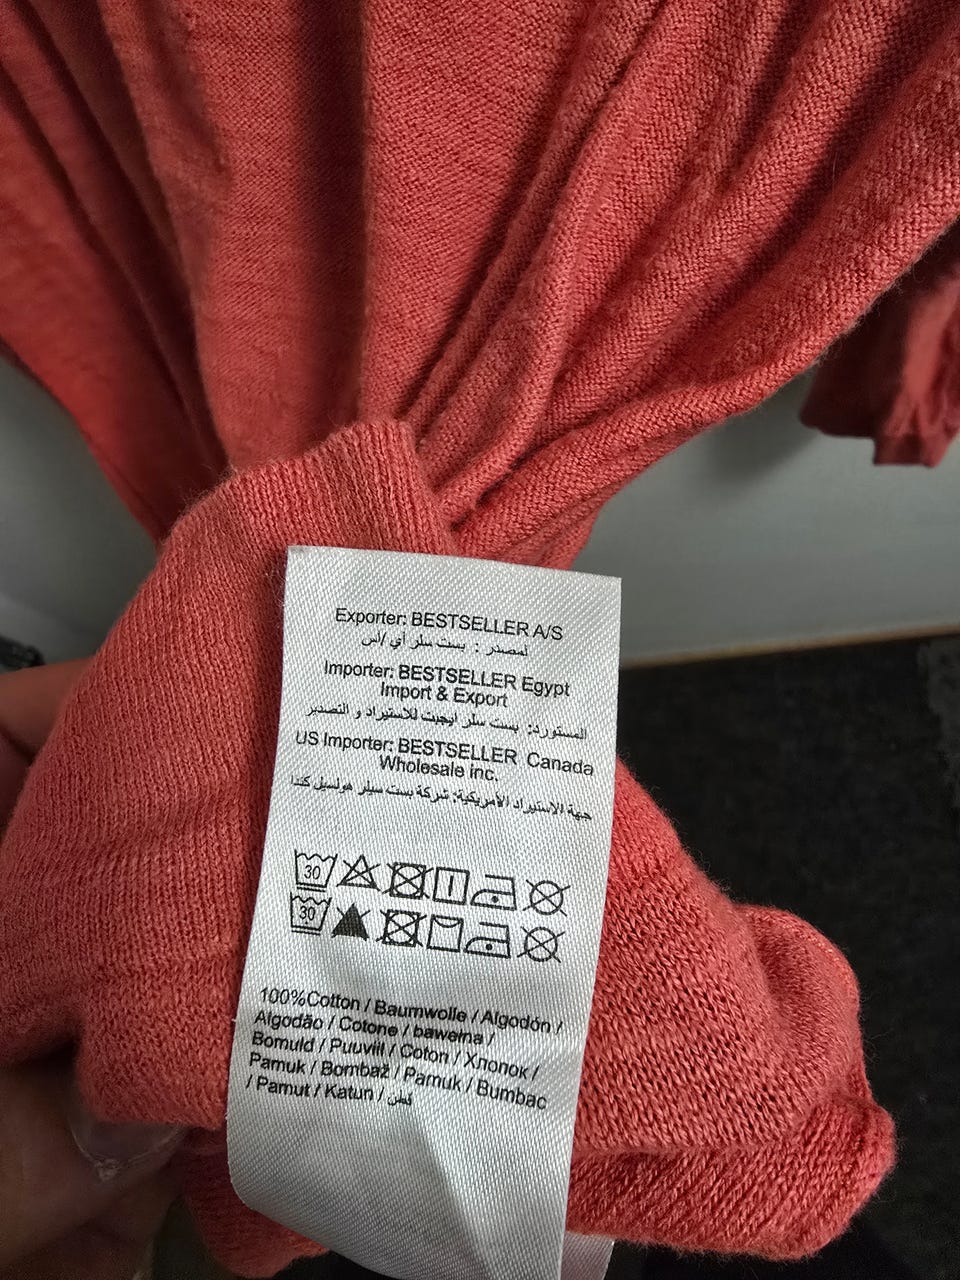 Exporter: BESTSELLER A/S
لمصدر : بست سلر أي /اس
Importer: BESTSELLER Egypt
Import & Export
المستورد: بست سلر ايجبت للاستيراد و التصدير
US Importer: BESTSELLER Canada
Wholesale inc.
جهة الاستيراد الأمريكية: شركة بست سيلر هولسيل كندا
30
30
100%Cotton / Baumwolle / Algodón /
Algodão / Cotone / bawełna /
Bomuld / Puuvill / Coton / Хлопок /
Pamuk / Bombaž / Pamuk / Bumbac
/ Pamut / Katun / قطن